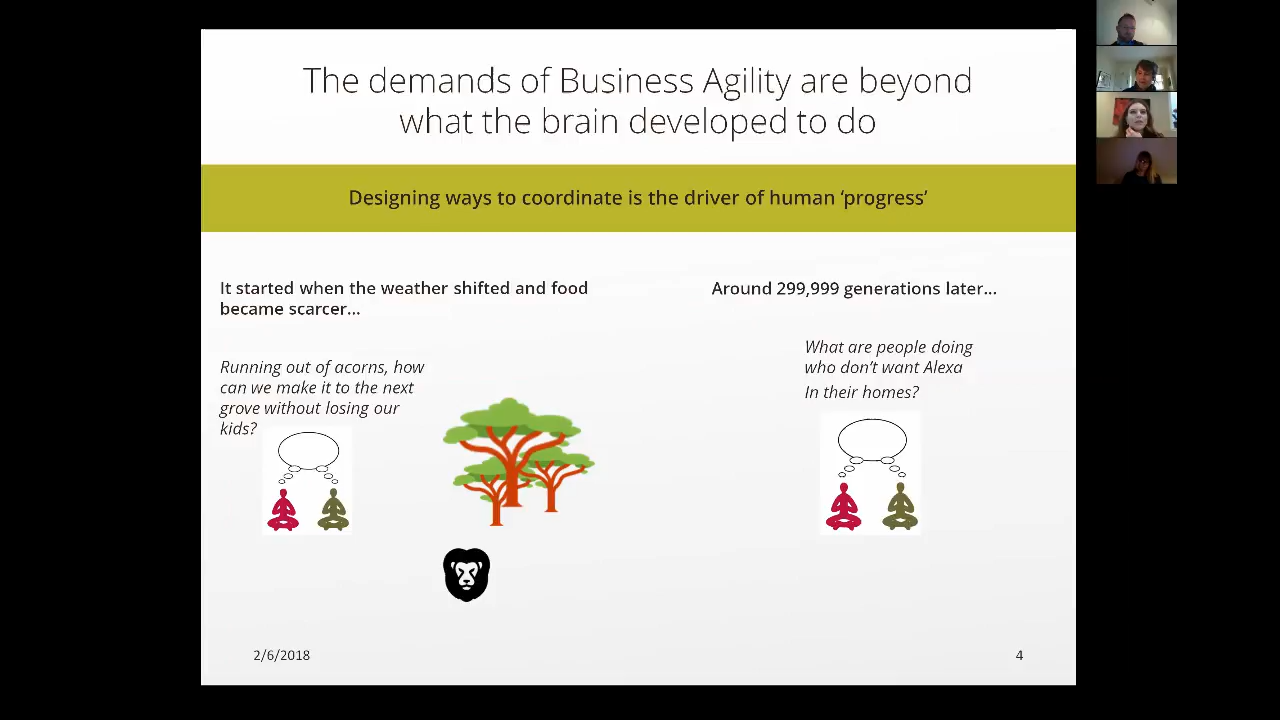 The demands of Business Agility are beyond
what the brain developed to do
Designing ways to coordinate is the driver of human ‘progress’
It started when the weather shifted and food
became scarcer…
Running out of acorns, how
can we make it to the next
grove without losing our
kids?
Around 299,999 generations later…
What are people doing
who don’t want Alexa
In their homes?
2/6/2018
4